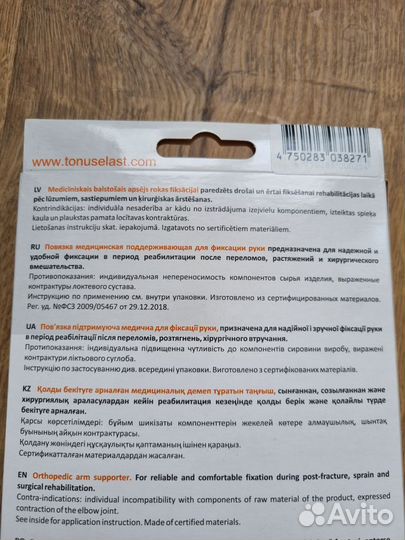 4 750283 038271
www.tonuselast.com
LV Medicīniskais balstošais apsējs rokas fiksācijai paredzēts drošai un ērtai fiksēšanai rehabilitācijas laikā
pēc lūzumiem, sastiepumiem un ķirurģiskas ārstēšanas.
Kontrindikācijas: individuāla nesaderība ar kādu no izstrādājuma izejvielu komponentiem, izteiktas spieķa
kaula un plaukstas pamata locītavas kontraktūras.
Lietošanas instrukciju skat. iepakojumā. Izgatavots no sertificētiem materiāliem.
RU Повязка медицинская поддерживающая для фиксации руки предназначена для надежной и
удобной фиксации в период реабилитации после переломов, растяжений и хирургического
вмешательства.
Противопоказания: индивидуальная непереносимость компонентов сырья изделия, выраженные
контрактуры локтевого сустава.
Инструкцию по применению см. внутри упаковки. Изготовлено из сертифицированных материалов.
Рег. уд. №ФСЗ 2009/05467 от 29.12.2018.
UA Пов'язка підтримуюча медична для фіксації руки, призначена для надійної і зручної фіксації руки
в період реабілітації після переломів, розтягнень, хірургічного втручання.
Протипоказання: індивідуальна підвищенна чутливість до компонентів сировини виробу, виражені
контрактури ліктьового суглоба.
Інструкцію по застосуванню див. всередині упаковки. Виготовлено з сертифікованих матеріалів.
KZ Қолды бекітуге арналған медициналық демеп тұратын таңғыш, сынғаннан, созылғаннан және
хирургиялық араласулардан кейін реабилитация кезеңінде қолды берік және қолайлы түрде
бекітуге арналған.
Қарсы көрсетілімдер: бұйым шикізаты компоненттерін жекелей көтере алмаушылық, шынтақ
буынының айқын контрактурасы.
Қолдану жөніндегі нұсқаулықты қаптаманың ішінен қараңыз.
Сертификатталған материалдардан жасалған.
EN Orthopedic arm supporter. For reliable and comfortable fixation during post-fracture, sprain and
surgical rehabilitation.
Contra-indications: individual incompatibility with components of raw material of the product, expressed
contraction of the elbow joint.
See inside for application instruction. Made of certified materials.
Avito